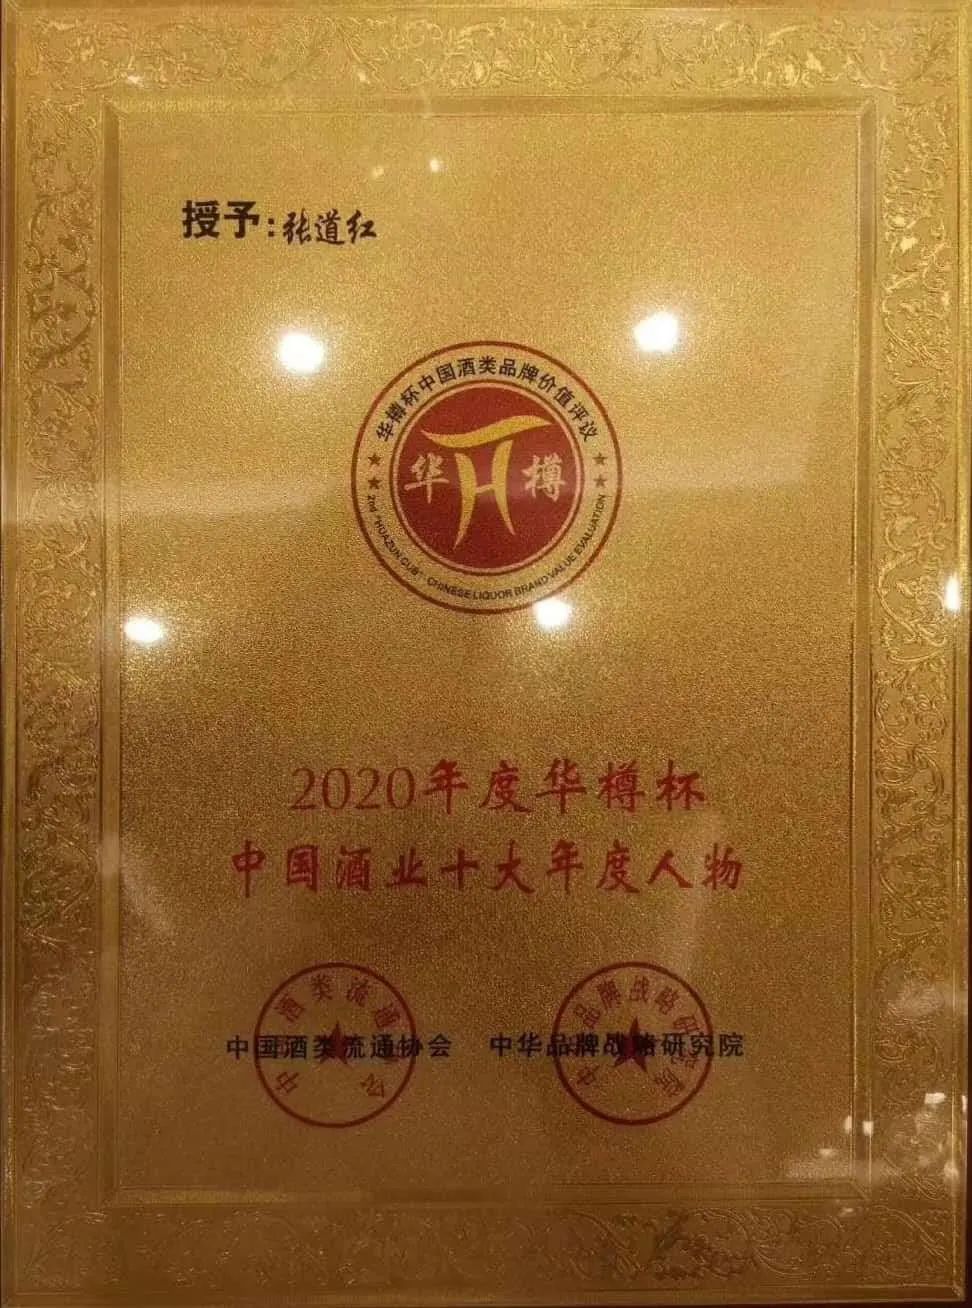 授予:张道红
华樽杯中国酒类品牌价值评议
华 樽
"HUAZUN CUB" CHINESE LIQUOR BRAND VALUE EVALUATION
2020年度华樽杯
中国酒业十大年度人物
中国酒类流通协会 中华品牌战略研究院